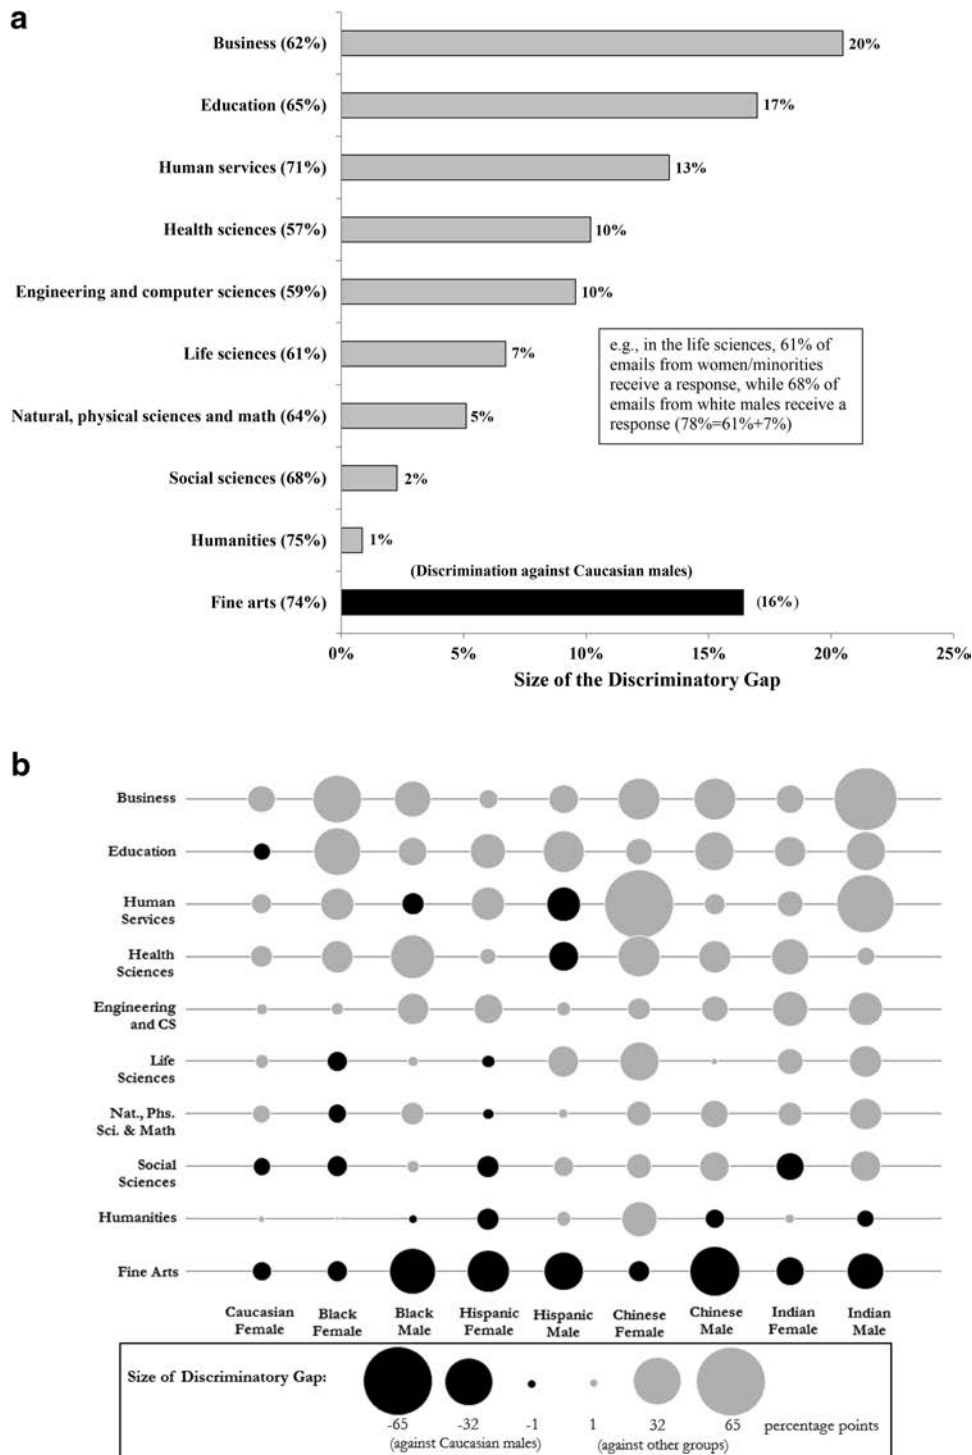 a
Business (62%)
20%
Education (65%)
17%
Human services (71%)
13%
Health sciences (57%)
10%
Engineering and computer sciences (59%)
10%
Life sciences (61%)
7%
e.g., in the life sciences, 61% of
emails from women/minorities
receive a response, while 68% of
emails from white males receive a
response (78%=61%+7%)
Natural, physical sciences and math (64%)
5%
Social sciences (68%)
2%
Humanities (75%)
1%
(Discrimination against Caucasian males)
Fine arts (74%)
(16%)
0% 5% 10% 15% 20% 25%
Size of the Discriminatory Gap
b
Business
Education
Human
Services
Health
Sciences
Engineering
and CS
Life
Sciences
Nat., Phs.
Sci. & Math
Social
Sciences
Humanities
Fine Arts
Caucasian Black Black Hispanic Hispanic Chinese Chinese Indian Indian
Female Female Male Female Male Female Male Female Male
Size of Discriminatory Gap:
-65 -32 -1 1 32 65 percentage points
(against Caucasian males) (against other groups)